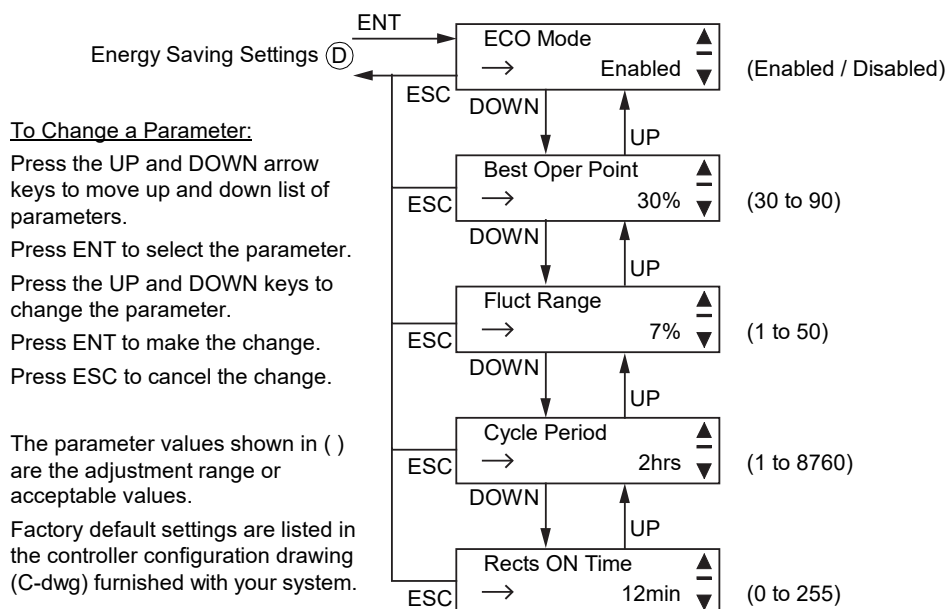 ENT
Energy Saving Settings D
ESC
ECO Mode
→ Enabled
(Enabled / Disabled)
DOWN
UP
To Change a Parameter:
Press the UP and DOWN arrow
keys to move up and down list of
parameters.
Press ENT to select the parameter.
Press the UP and DOWN keys to
change the parameter.
Press ENT to make the change.
Press ESC to cancel the change.
The parameter values shown in ( )
are the adjustment range or
acceptable values.
Factory default settings are listed in
the controller configuration drawing
(C-dwg) furnished with your system.
Best Oper Point
→ 30%
(30 to 90)
ESC
DOWN
UP
Fluct Range
→ 7%
(1 to 50)
ESC
DOWN
UP
Cycle Period
→ 2hrs
(1 to 8760)
ESC
DOWN
UP
Rects ON Time
→ 12min
(0 to 255)
ESC